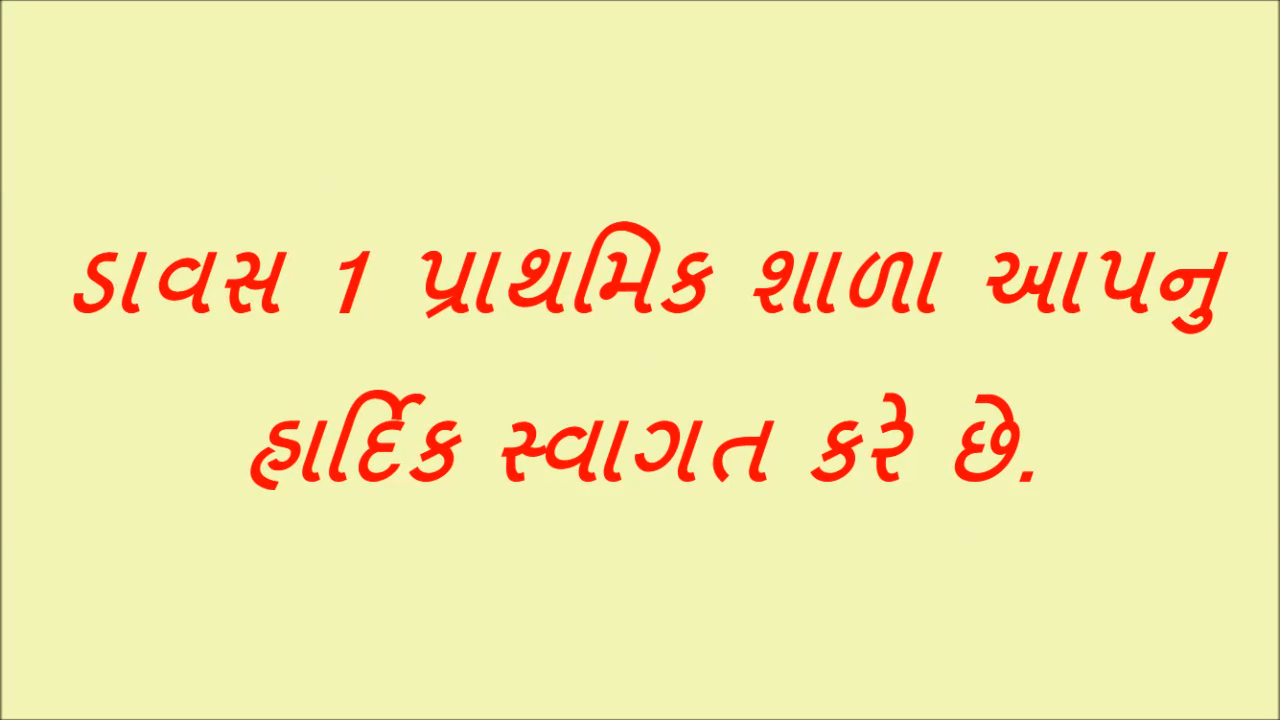 ડાવસ 1 પ્રાથમિક શાળા આપનુ
હાર્દિક સ્વાગત કરે છે.